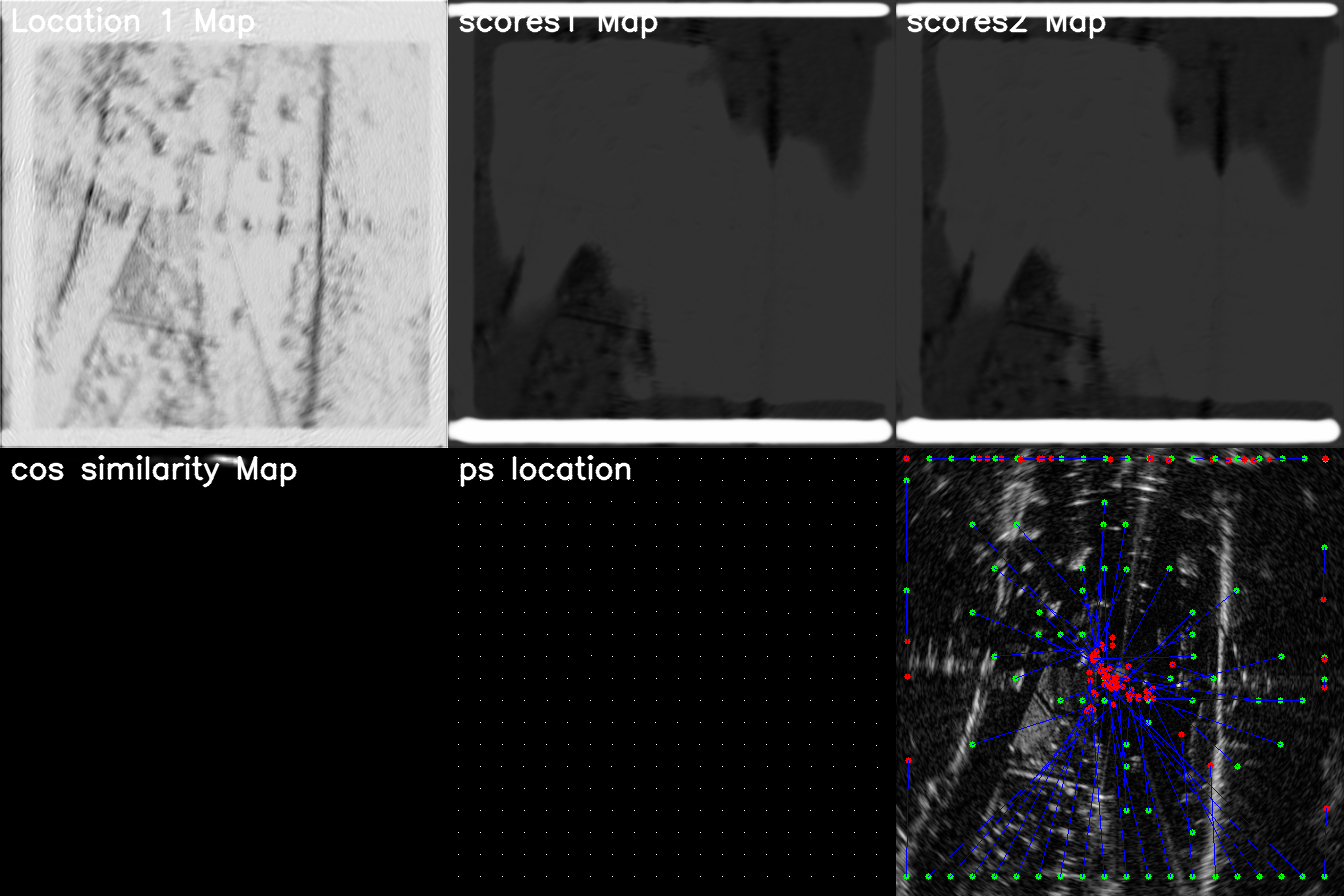 Location 1 Map
scores1 Map
scores2 Map
cos similarity Map
ps location